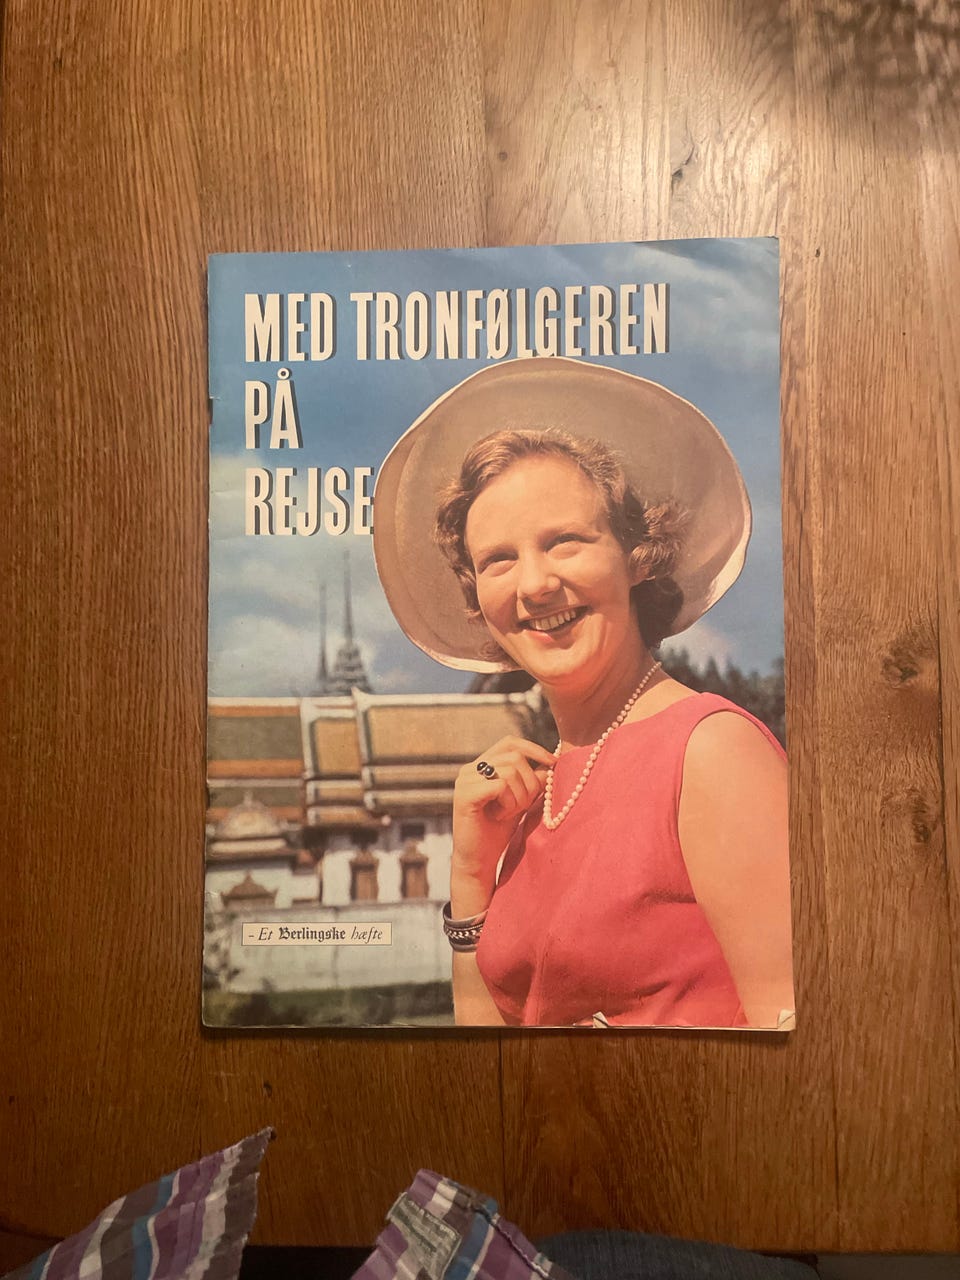 MED TRONFØLGEREN
PÅ
REJSE
- Et Berlingske hæfte